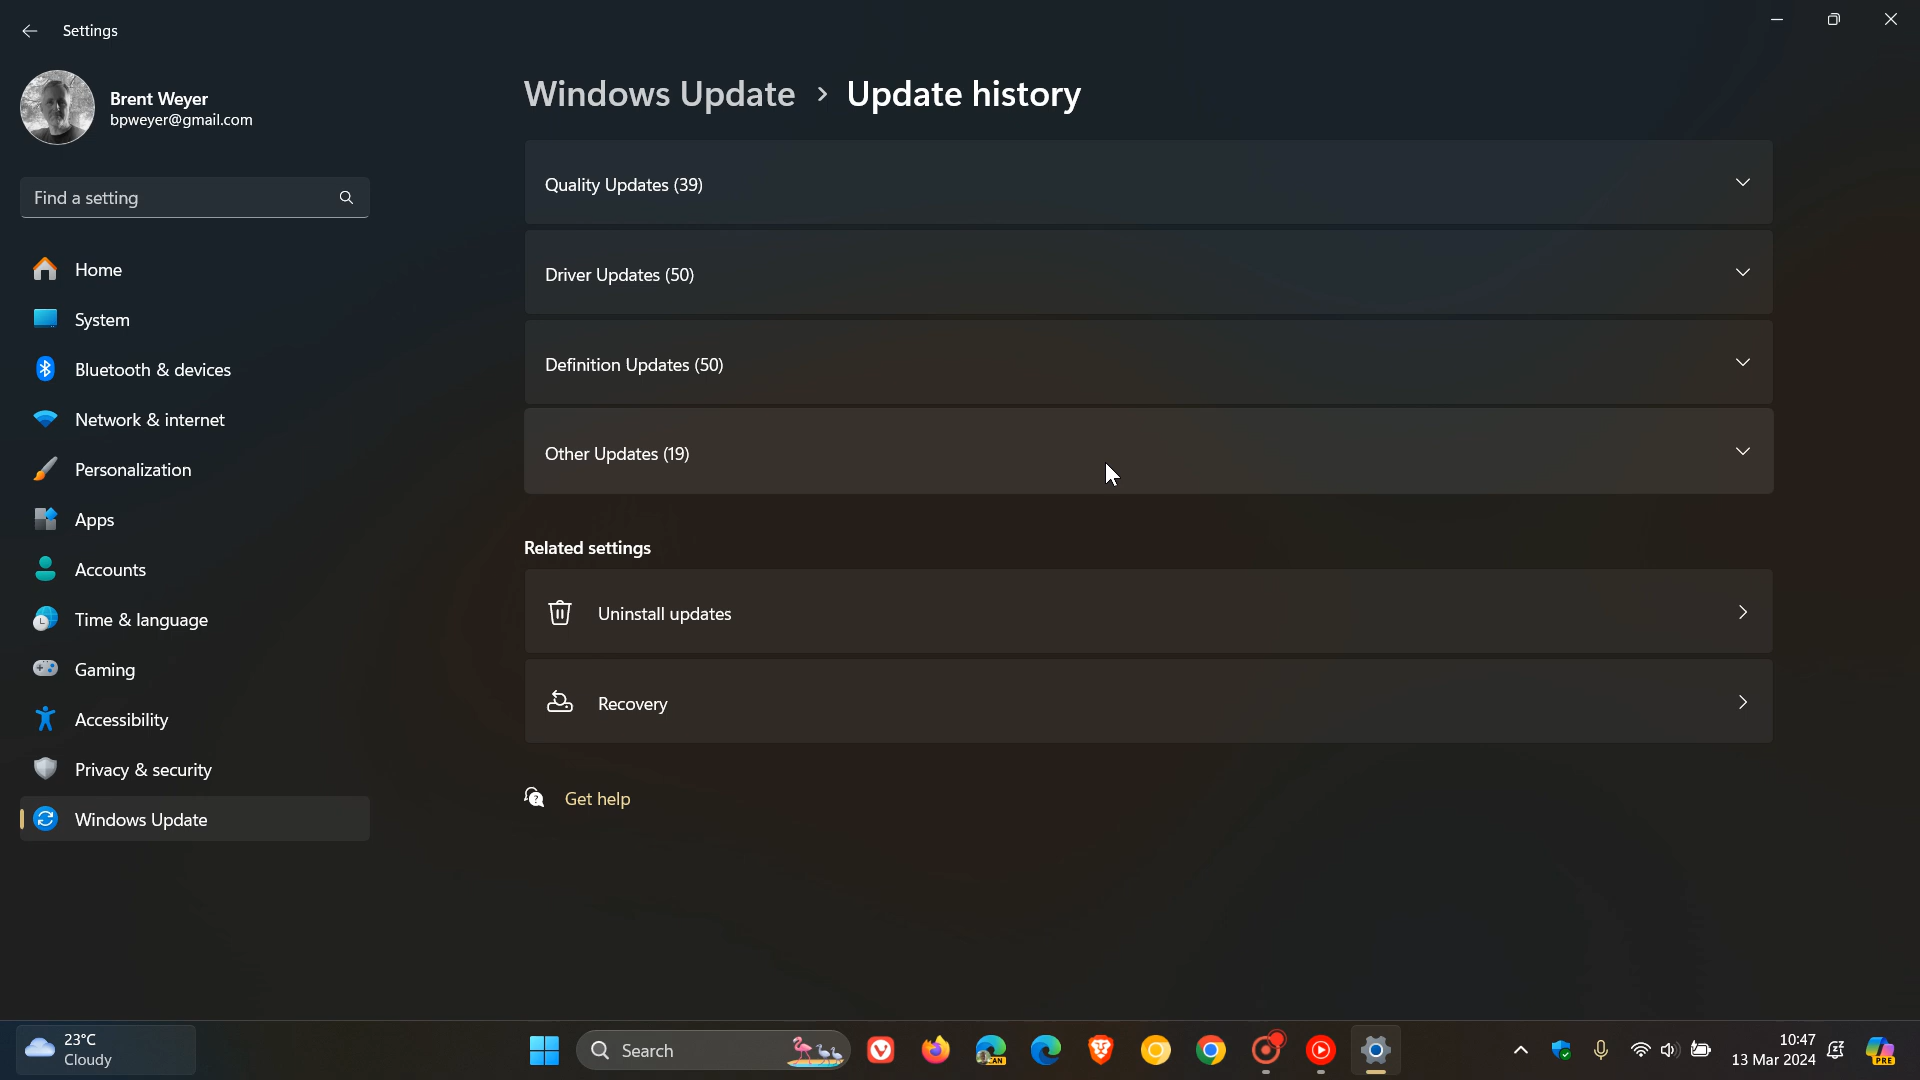 Settings
Brent Weyer
bpweyer@gmail.com
Find a setting
Home
System
Bluetooth & devices
Network & internet
Personalization
Apps
Accounts
Time & language
Gaming
Accessibility
Privacy & security
Windows Update
Windows Update > Update history
Quality Updates (39)
Driver Updates (50)
Definition Updates (50)
Other Updates (19)
Related settings
Uninstall updates
Recovery
Get help
23°C
Cloudy
Search
CAN
10:47
13 Mar 2024
PRE